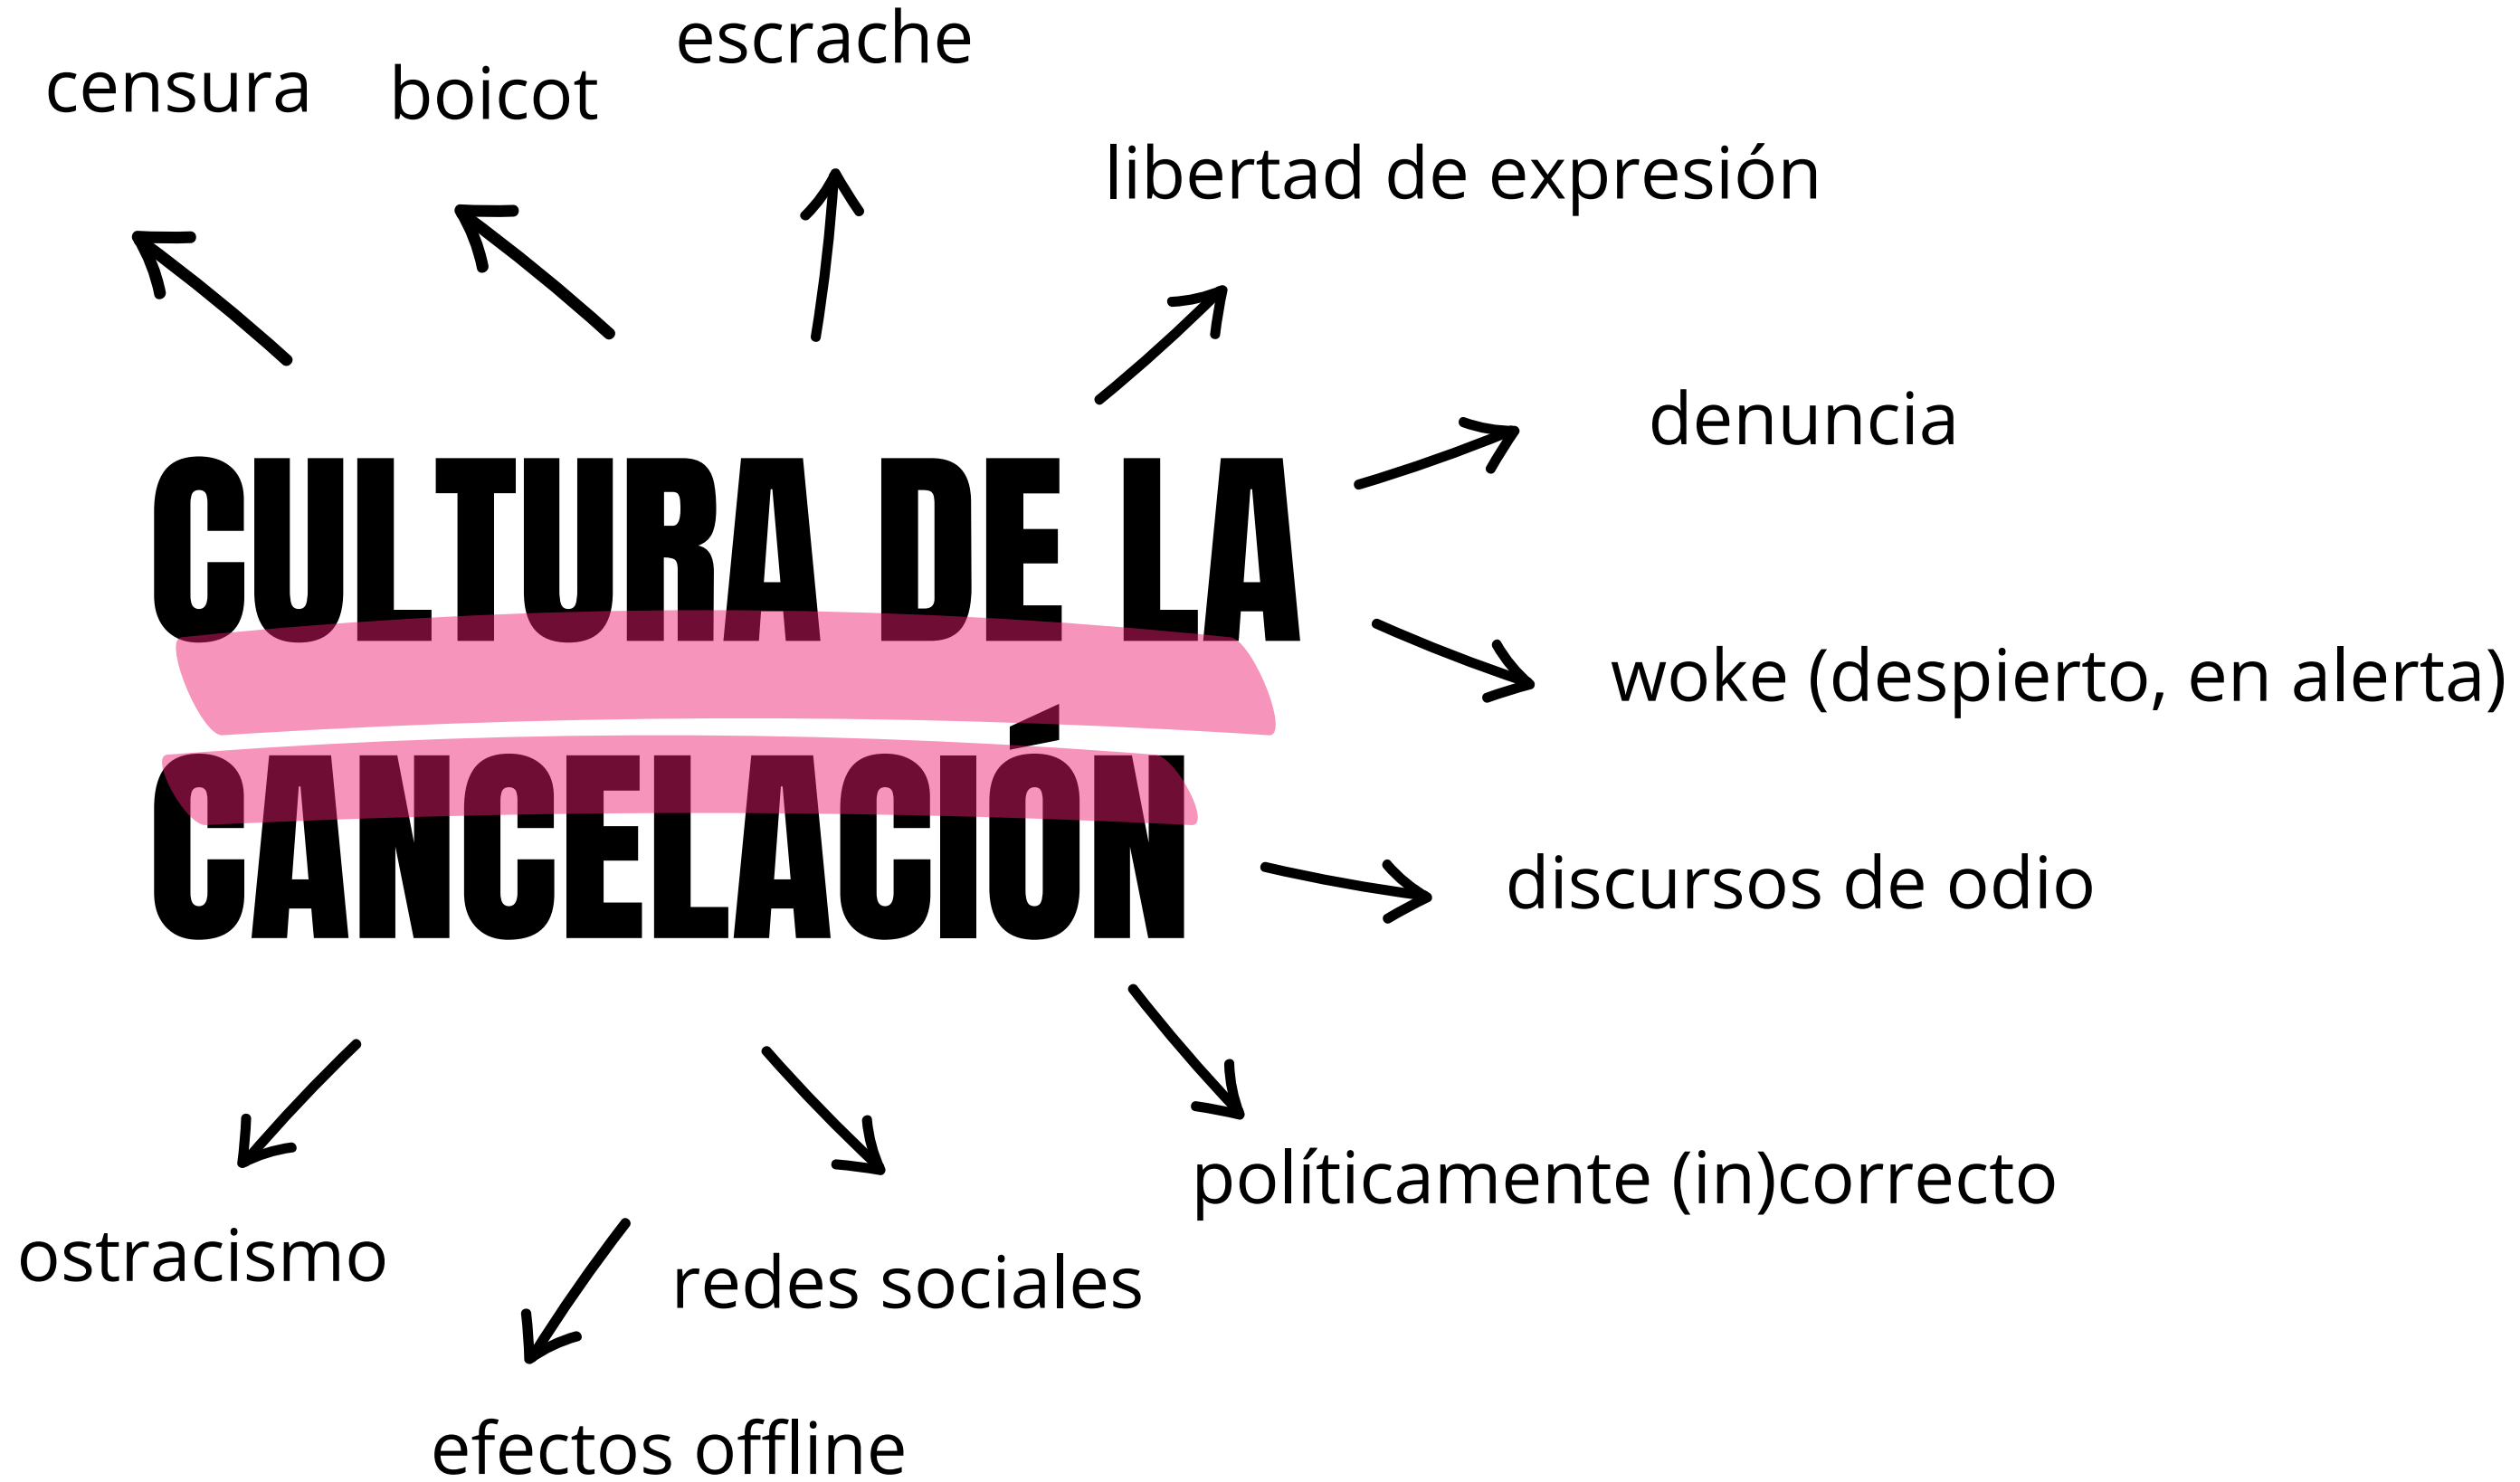 escrache
censura
boicot
libertad de expresión
denuncia
CULTURA DE LA
CANCELACIÓN
woke (despierto, en alerta)
discursos de odio
políticamente (in)correcto
ostracismo
redes sociales
efectos offline